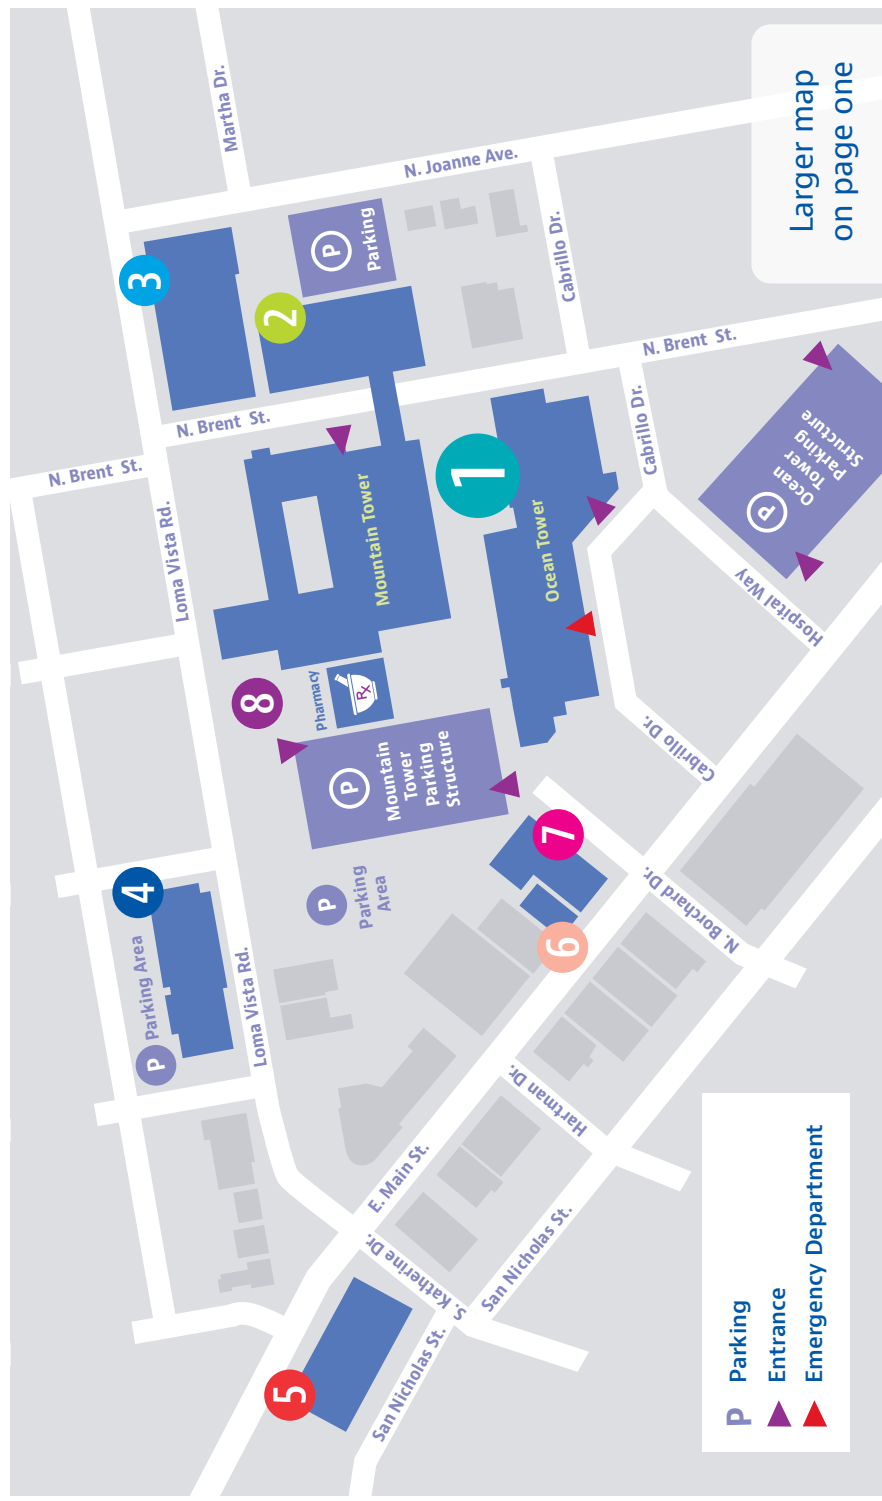 N. Brent St.
Loma Vista Rd.
Martha Dr.
3
N. Brent St.
4
P Parking Area
Loma Vista Rd.
8
Pharmacy
Rx
2
P
Parking
N. Joanne Ave.
Mountain Tower
P
Mountain
Tower
Parking
Structure
P
Parking
Area
5
1
Ocean Tower
Cabrillo Dr.
N. Brent St.
Cabrillo Dr.
7
6
E. Main St.
S. Katherine Dr.
San Nicholas St.
San Nicholas St.
Hartman Dr.
N. Borchard Dr.
Cabrillo Dr.
Hospital Way
P
Ocean
Tower
Parking
Structure
P Parking
Entrance
Emergency Department
Larger map
on page one